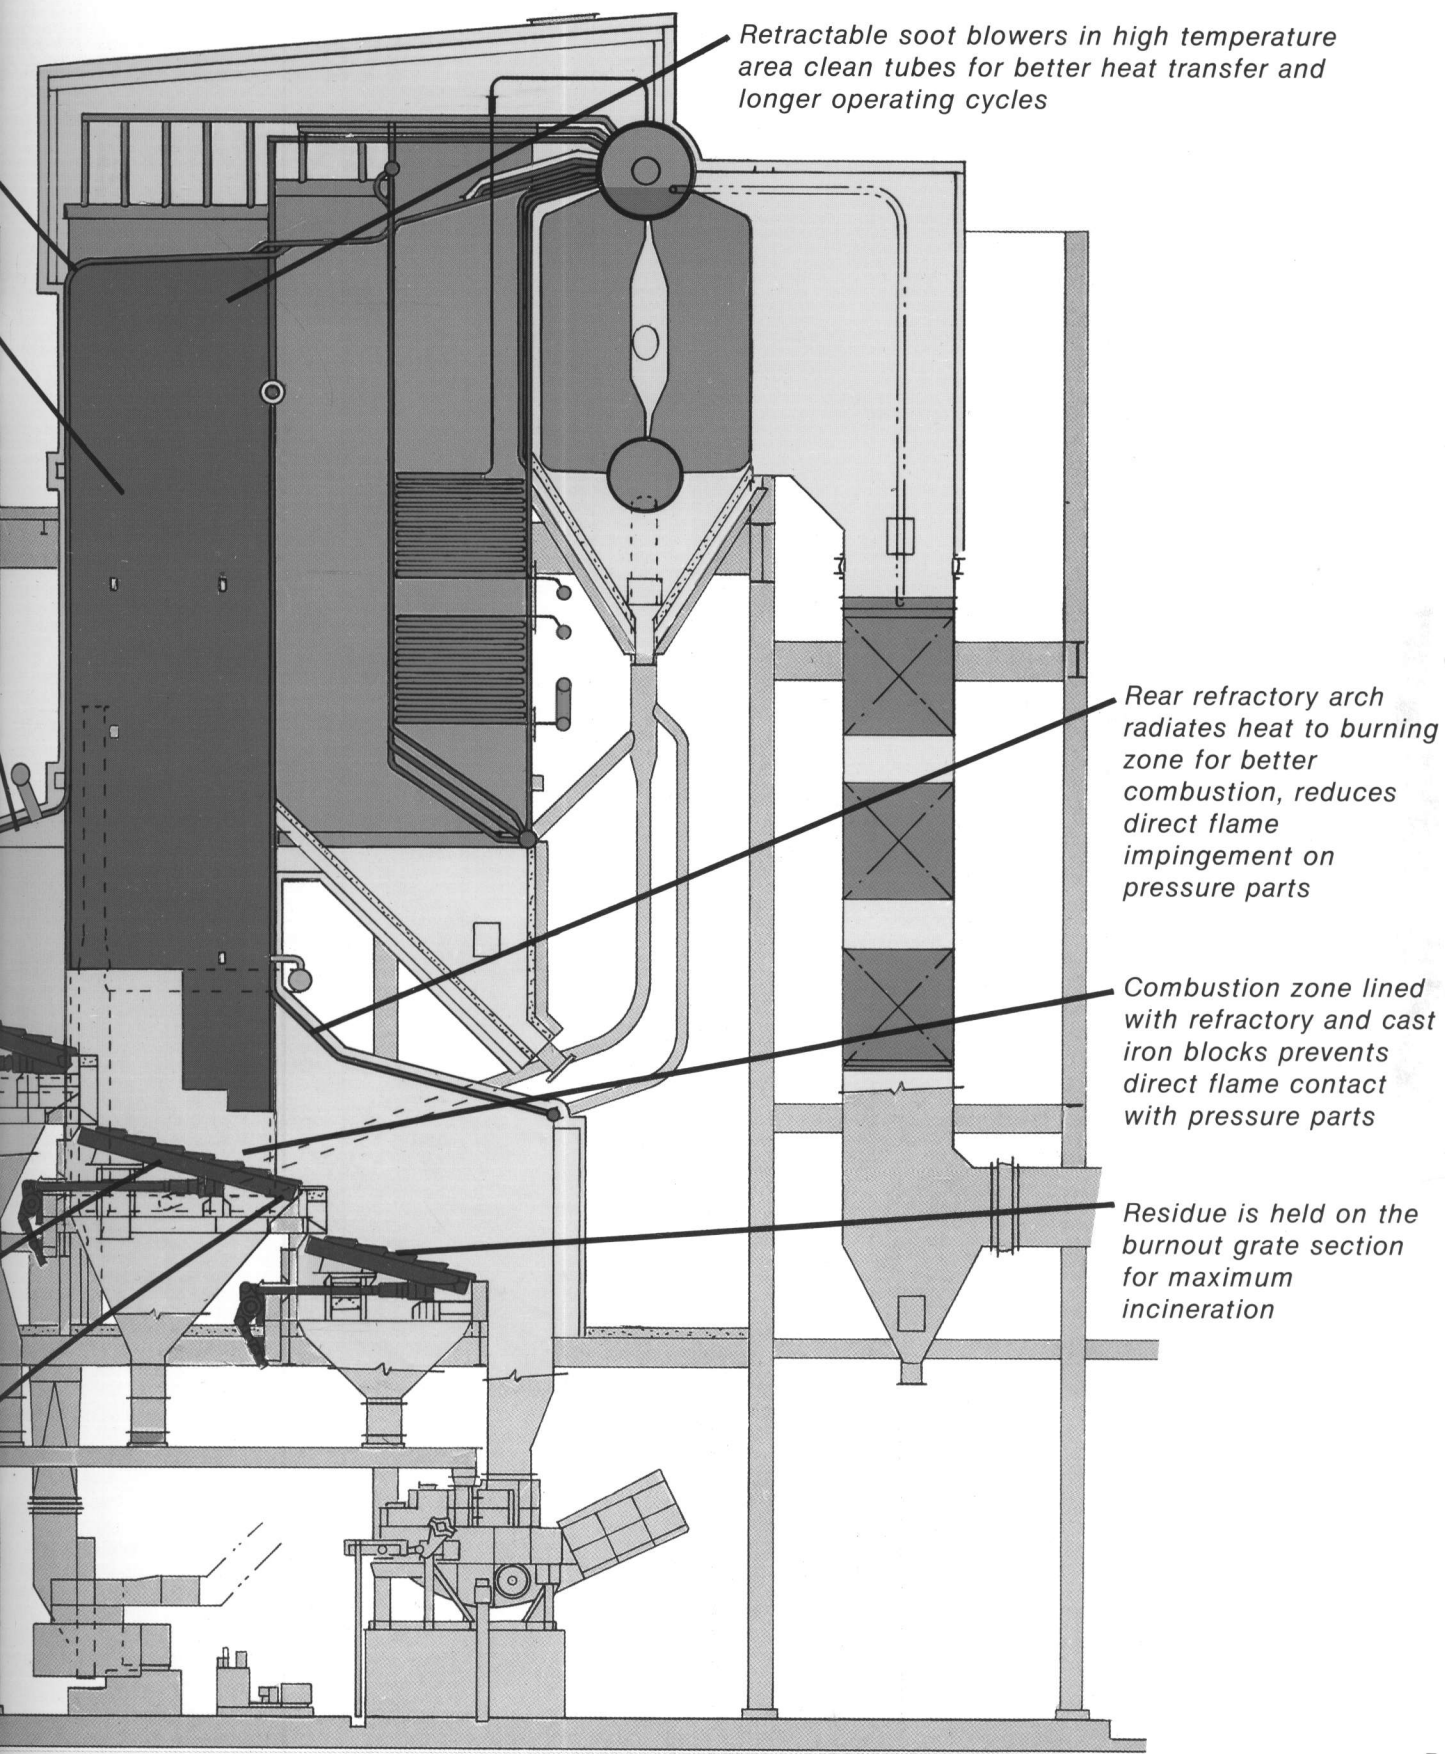 Retractable soot blowers in high temperature
area clean tubes for better heat transfer and
longer operating cycles
Rear refractory arch
radiates heat to burning
zone for better
combustion, reduces
direct flame
impingement on
pressure parts
Combustion zone lined
with refractory and cast
iron blocks prevents
direct flame contact
with pressure parts
Residue is held on the
burnout grate section
for maximum
incineration